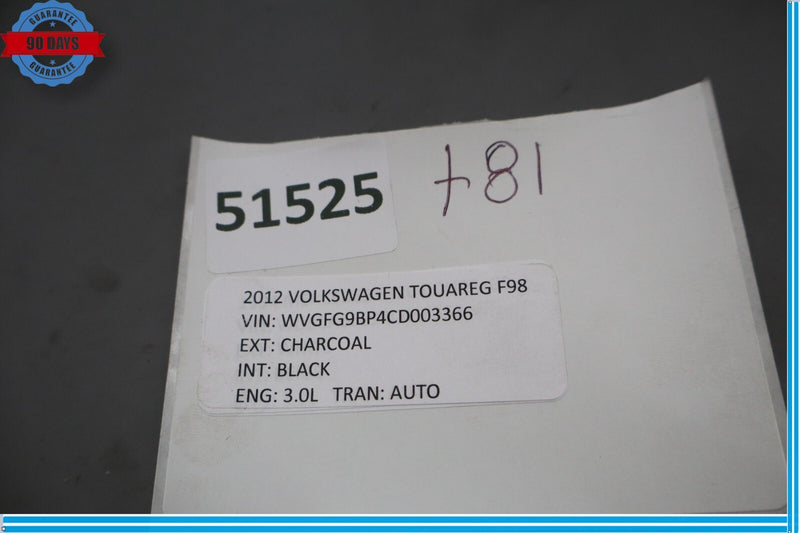 GUARANTEE
90 DAYS
GUARANTEE
51525
181
2012 VOLKSWAGEN TOUAREG F98
VIN: WVGFG9BP4CD003366
EXT: CHARCOAL
INT: BLACK
ENG: 3.0L TRAN: AUTO